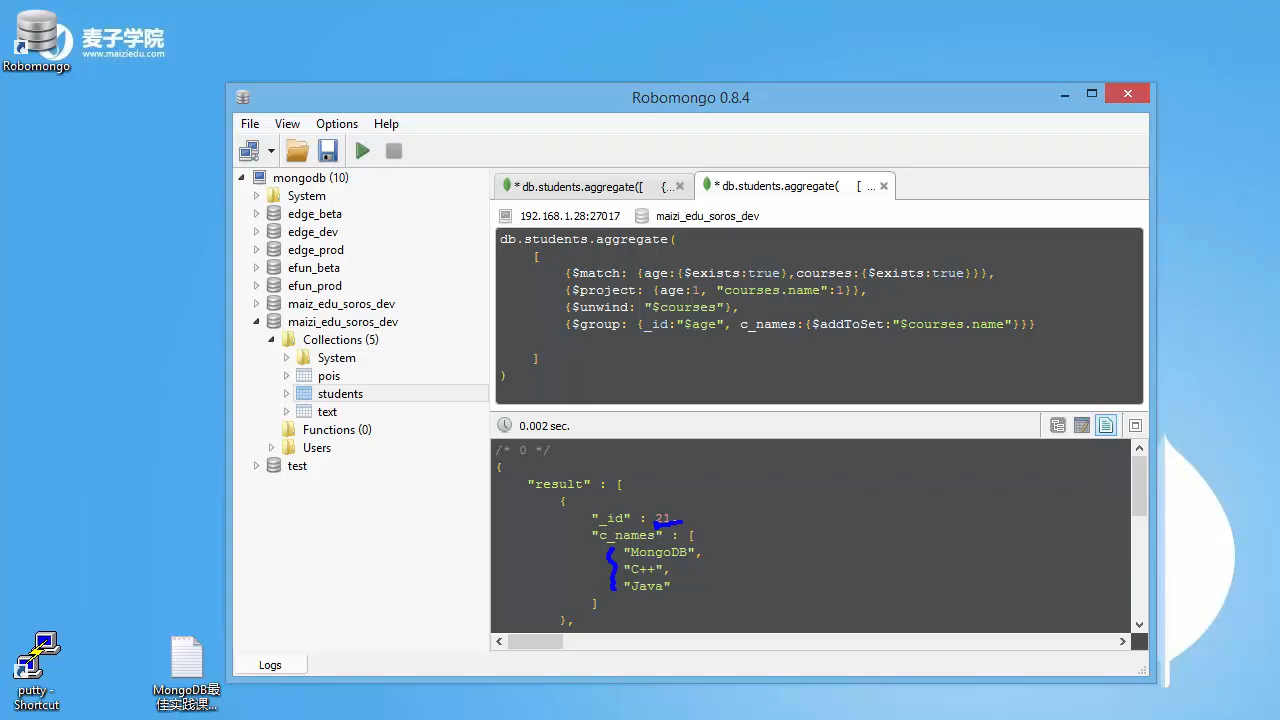 麦子学院
www.maiziedu.com
Robomongo
Robomongo 0.8.4
File View Options Help
mongodb (10)
System
edge_beta
edge_dev
edge_prod
efun_beta
efun_prod
maiz_edu_soros_dev
maizi_edu_soros_dev
Collections (5)
System
pois
students
text
Functions (0)
Users
test
* db.students.aggregate([ {...
* db.students.aggregate( [ ...
192.168.1.28:27017 maizi_edu_soros_dev
db.students.aggregate(
[
{$match: {age:{$exists:true},courses:{$exists:true}}},
{$project: {age:1, "courses.name":1}},
{$unwind: "$courses"},
{$group: {_id:"$age", c_names:{$addToSet:"$courses.name"}}}
]
)
0.002 sec.
/* 0 */
{
"result" : [
{
"_id" : 21,
"c_names" : [
"MongoDB",
"C++",
"Java"
]
},
Logs
putty -
Shortcut
MongoDB最
佳实践课...